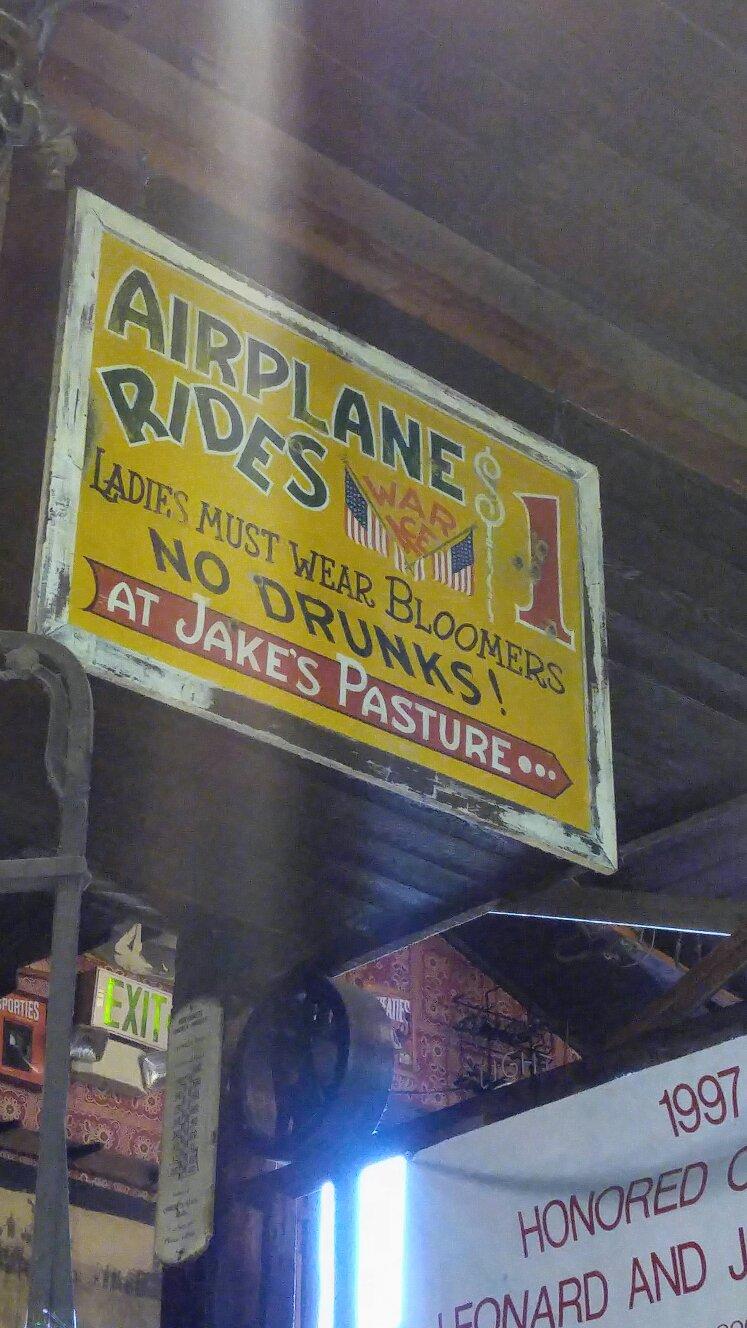 AIRPLANE
RIDES
WAR
ACE
$1
LADIES MUST WEAR BLOOMERS
NO DRUNKS!
AT JAKE'S PASTURE...
EXIT
1997
HONORED
LEONARD AND J